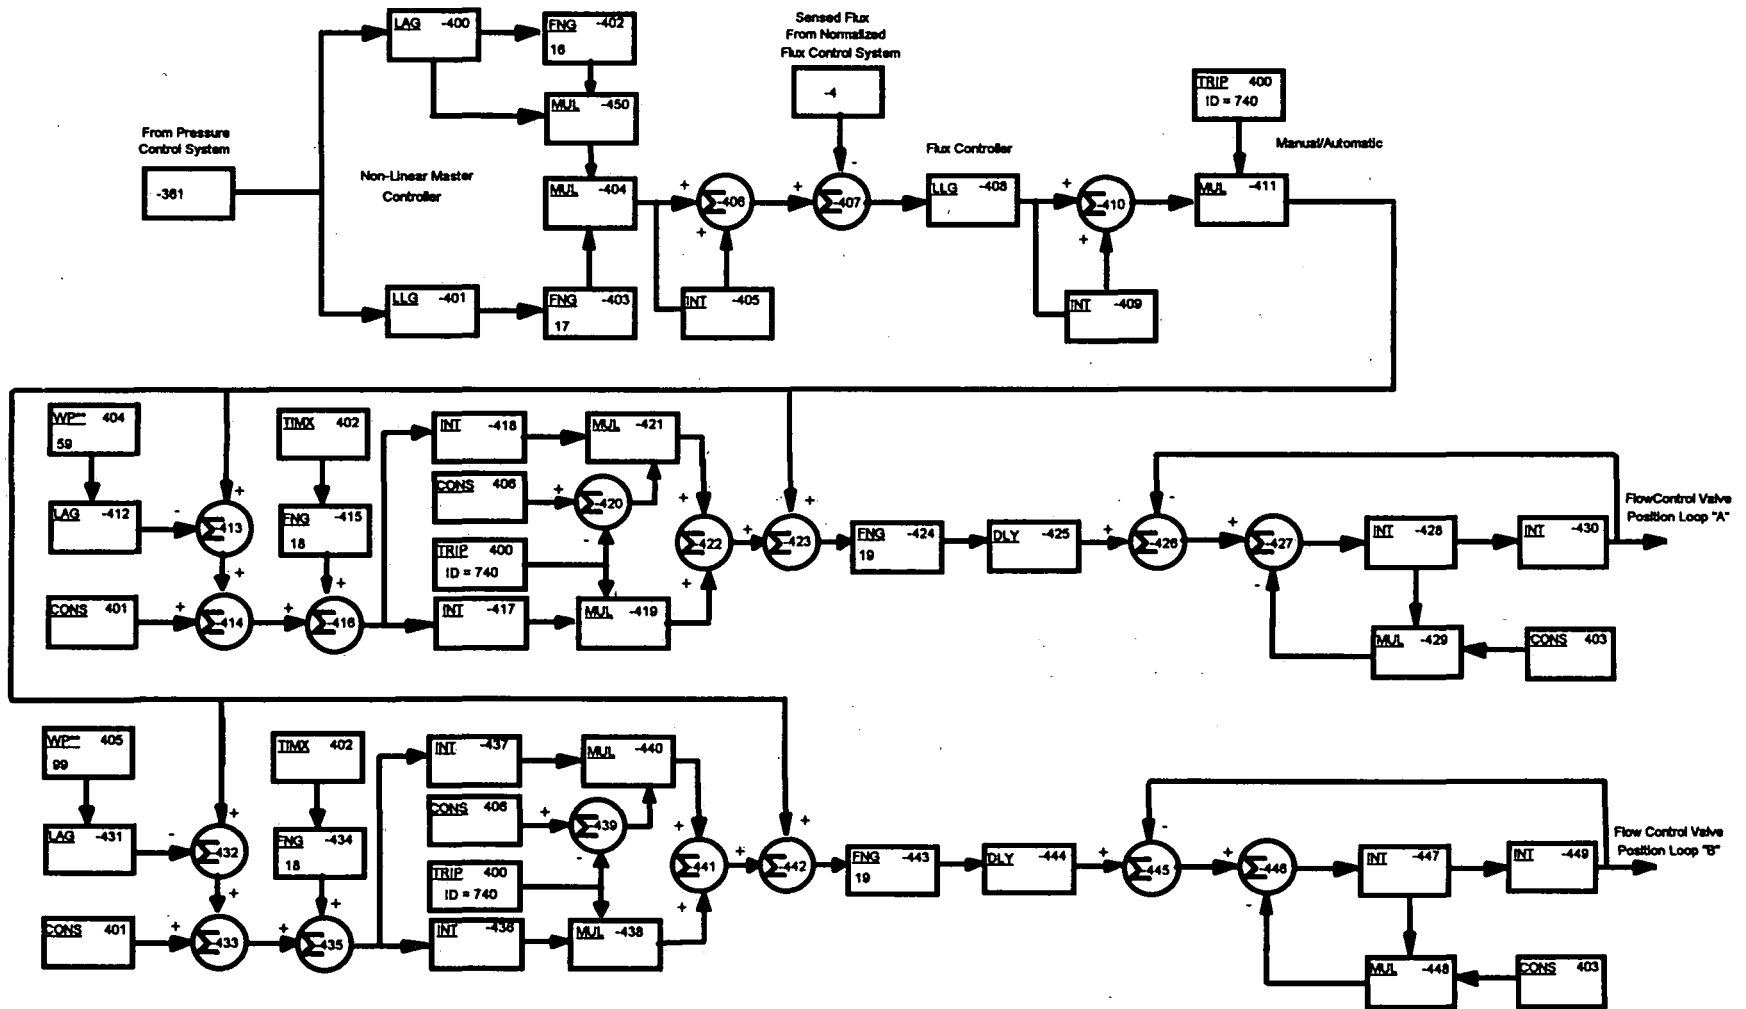 LAG -400
FNG -402
16
Sensed Flux
From Normalized
Flux Control System
-4
TRIP 400
ID = 740
MUL -450
From Pressure
Control System
-361
Non-Linear Master
Controller
MUL -404
+
Σ-406
+
+
-
Σ-407
Flux Controller
LLG -408
+
Σ-410
+
Manual/Automatic
MUL -411
LLG -401
FNG -403
17
INT -405
INT -409
WP** 404
59
TIMX 402
INT -418
MUL -421
CONS 406
+
Σ-420
-
LAG -412
-
+
Σ-413
+
FNG -415
18
+
TRIP 400
ID = 740
+
Σ-422
+
+
+
Σ-423
FNG -424
19
DLY -425
+
-
Σ-426
+
Σ-427
-
INT -428
INT -430
FlowControl Valve
Position Loop "A"
CONS 401
+
Σ-414
+
Σ-416
INT -417
MUL -419
MUL -429
CONS 403
WP** 405
99
TIMX 402
INT -437
MUL -440
CONS 406
+
Σ-439
-
LAG -431
-
+
Σ-432
+
FNG -434
18
+
TRIP 400
ID = 740
+
Σ-441
+
+
+
Σ-442
FNG -443
19
DLY -444
+
-
Σ-445
+
Σ-446
-
INT -447
INT -449
Flow Control Valve
Position Loop "B"
CONS 401
+
Σ-433
+
Σ-435
INT -436
MUL -438
MUL -448
CONS 403